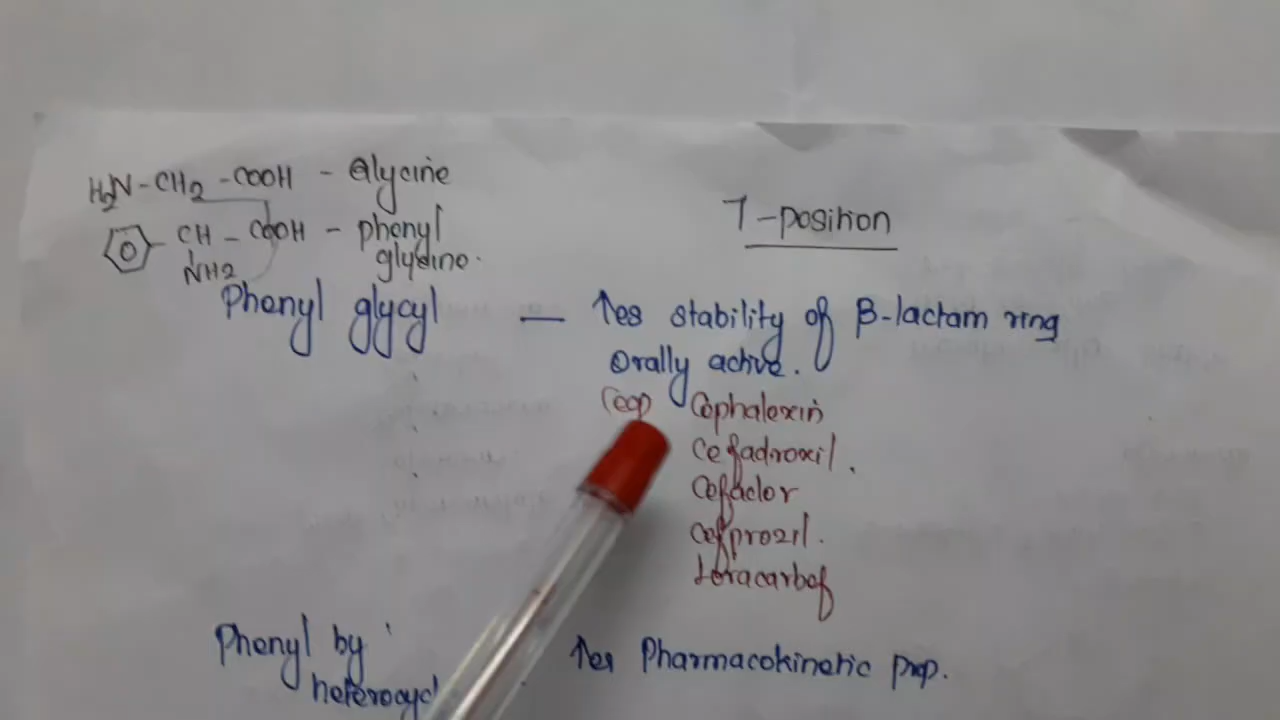 H2N-CH2-COOH - Glycine
CH - COOH - phenyl
NH2 glycine.
7-position
Phenyl glycyl — ↑es stability of β-lactam ring
Orally active.
Cephalexin
Cefadroxil.
Cefaclor
Cefprozil.
Loracarbef
Phenyl by ↑es Pharmacokinetic prop.
heterocycl